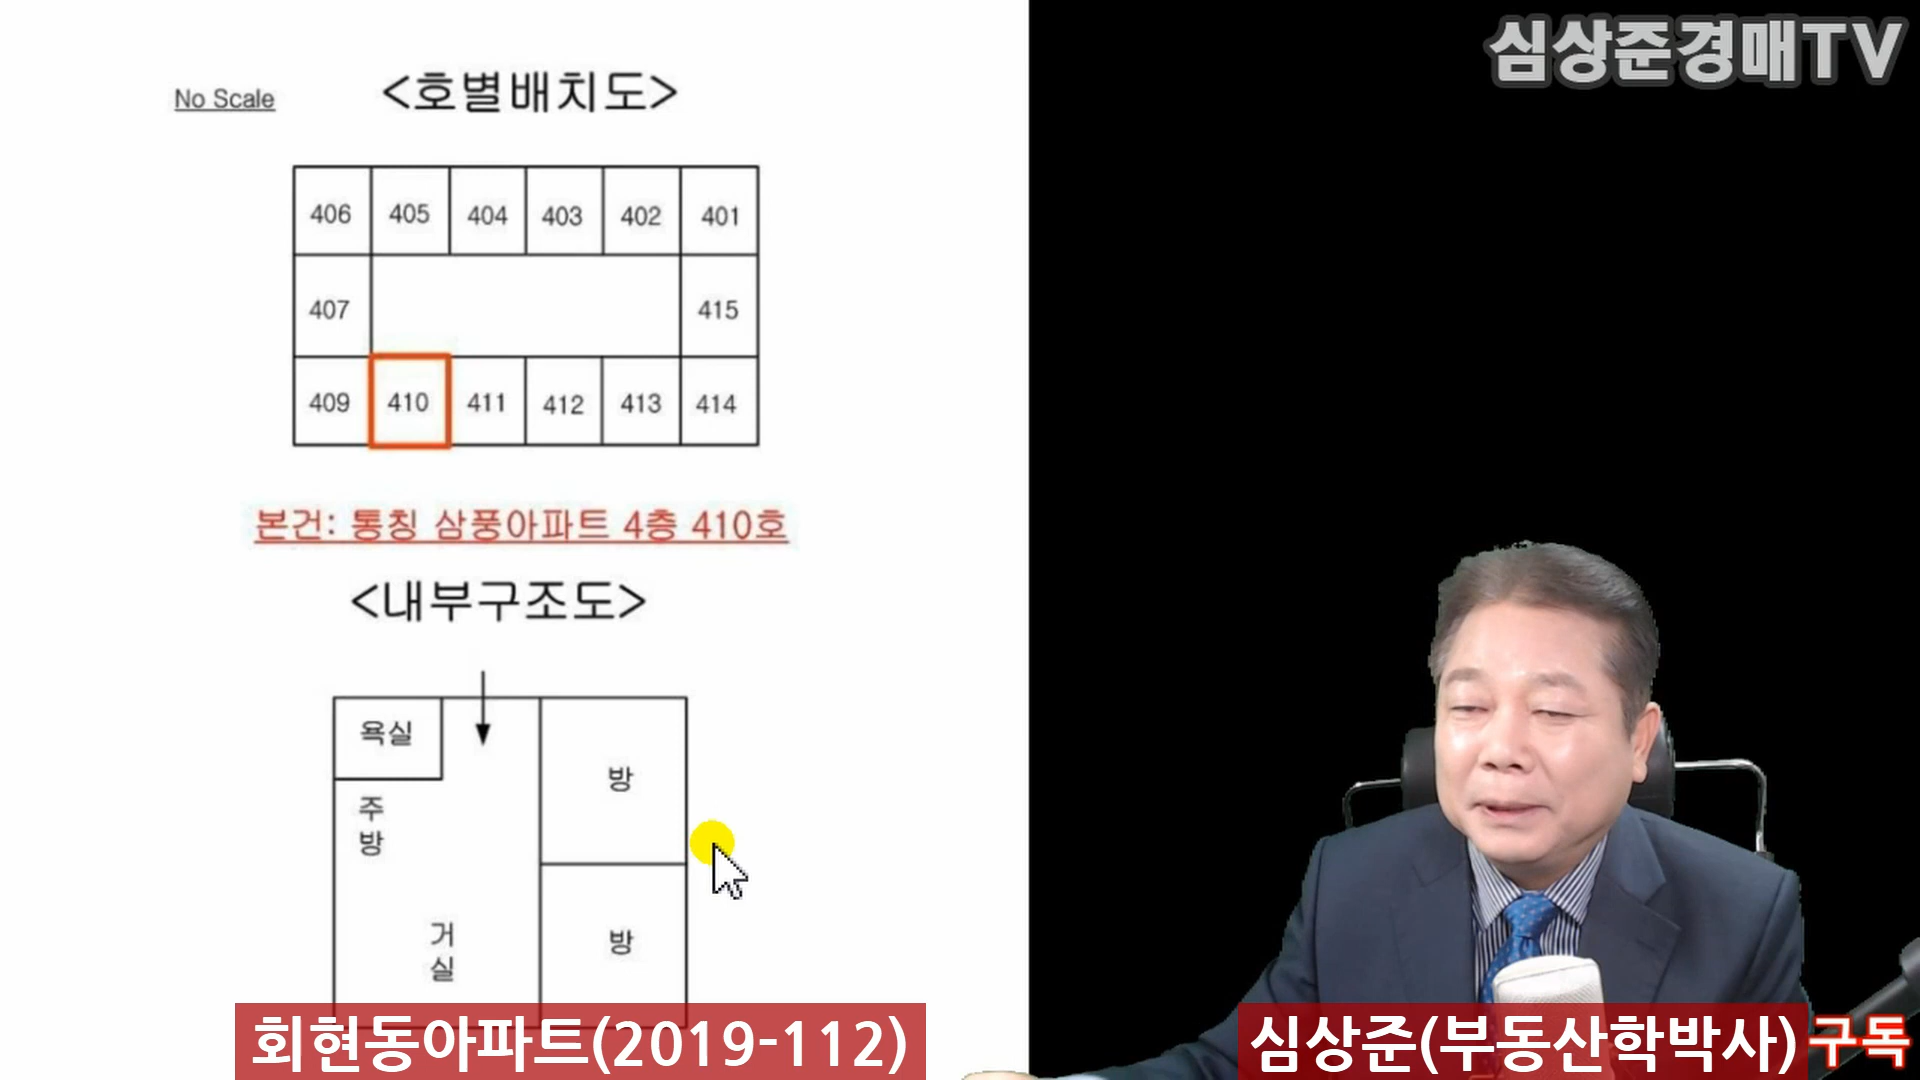 심상준경매TV
No Scale
<호별배치도>
406 405 404 403 402 401
407 415
409 410 411 412 413 414
본건: 통칭 삼풍아파트 4층 410호
<내부구조도>
욕실
방
주
방
방
거
실
회현동아파트(2019-112)
심상준(부동산학박사)구독